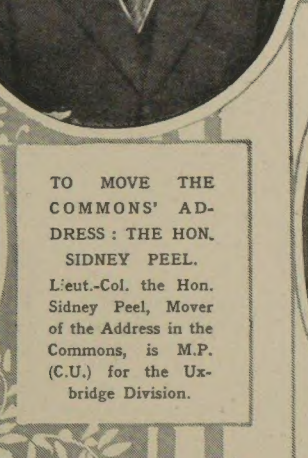 TO MOVE THE
COMMONS' AD-
DRESS : THE HON.
SIDNEY PEEL.
Lieut.-Col. the Hon.
Sidney Peel, Mover
of the Address in the
Commons, is M.P.
(C.U.) for the Ux-
bridge Division.